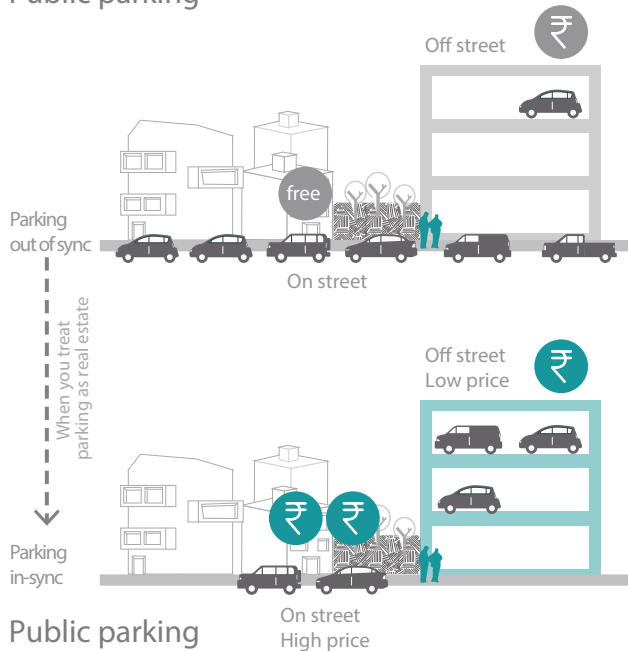 Public parking
Off street
₹
free
Parking
out of sync
On street
When you treat
parking as real estate
Off street
Low price
₹
₹ ₹
Parking
in-sync
On street
High price
Public parking